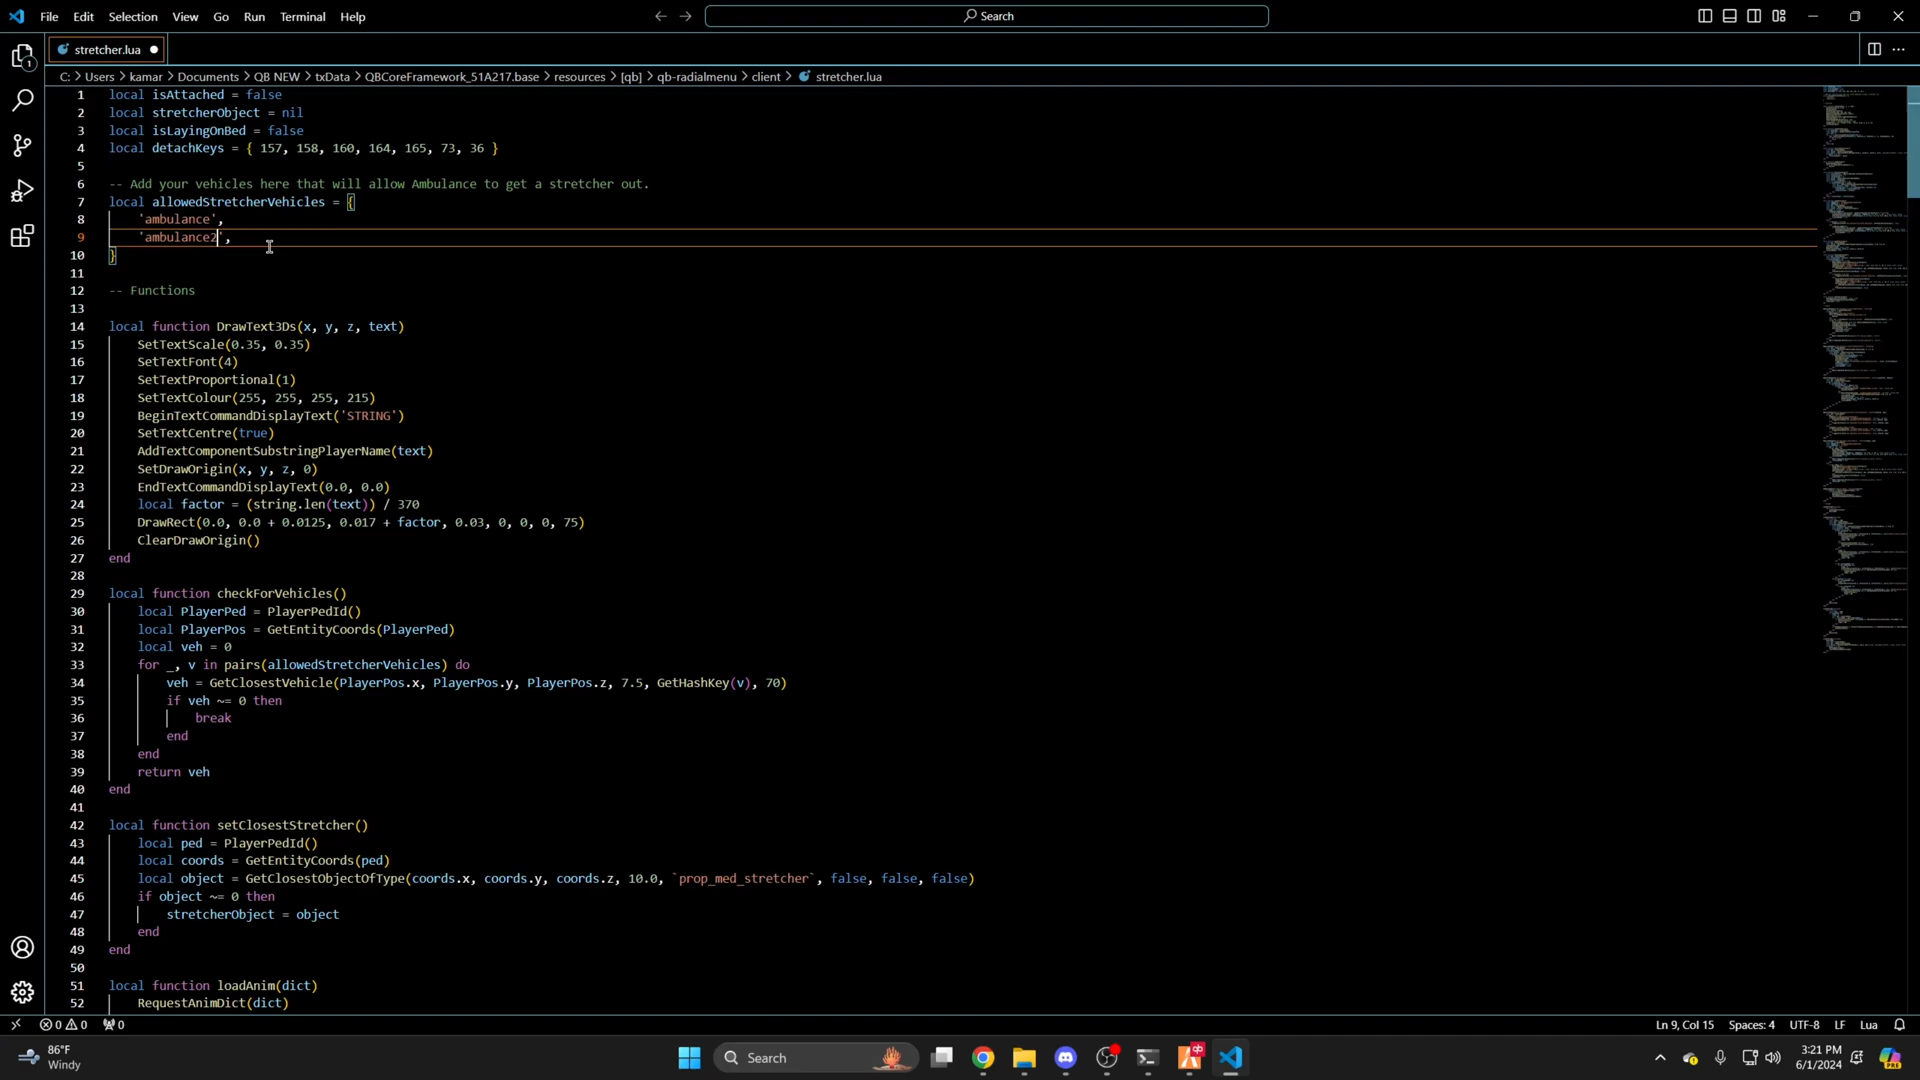 File Edit Selection View Go Run Terminal Help
Search
stretcher.lua
C: > Users > kamar > Documents > QB NEW > txData > QBCoreFramework_51A217.base > resources > [qb] > qb-radialmenu > client > stretcher.lua
1 local isAttached = false
2 local stretcherObject = nil
3 local isLayingOnBed = false
4 local detachKeys = { 157, 158, 160, 164, 165, 73, 36 }
5
6 -- Add your vehicles here that will allow Ambulance to get a stretcher out.
7 local allowedStretcherVehicles = {
8 'ambulance',
9 'ambulance2',
10 }
11
12 -- Functions
13
14 local function DrawText3Ds(x, y, z, text)
15 SetTextScale(0.35, 0.35)
16 SetTextFont(4)
17 SetTextProportional(1)
18 SetTextColour(255, 255, 255, 215)
19 BeginTextCommandDisplayText('STRING')
20 SetTextCentre(true)
21 AddTextComponentSubstringPlayerName(text)
22 SetDrawOrigin(x, y, z, 0)
23 EndTextCommandDisplayText(0.0, 0.0)
24 local factor = (string.len(text)) / 370
25 DrawRect(0.0, 0.0 + 0.0125, 0.017 + factor, 0.03, 0, 0, 0, 75)
26 ClearDrawOrigin()
27 end
28
29 local function checkForVehicles()
30 local PlayerPed = PlayerPedId()
31 local PlayerPos = GetEntityCoords(PlayerPed)
32 local veh = 0
33 for _, v in pairs(allowedStretcherVehicles) do
34 veh = GetClosestVehicle(PlayerPos.x, PlayerPos.y, PlayerPos.z, 7.5, GetHashKey(v), 70)
35 if veh ~= 0 then
36 break
37 end
38 end
39 return veh
40 end
41
42 local function setClosestStretcher()
43 local ped = PlayerPedId()
44 local coords = GetEntityCoords(ped)
45 local object = GetClosestObjectOfType(coords.x, coords.y, coords.z, 10.0, `prop_med_stretcher`, false, false, false)
46 if object ~= 0 then
47 stretcherObject = object
48 end
49 end
50
51 local function loadAnim(dict)
52 RequestAnimDict(dict)
0 0 0 Ln 9, Col 15 Spaces: 4 UTF-8 LF Lua
86°F
Windy
Search
3:21 PM
6/1/2024